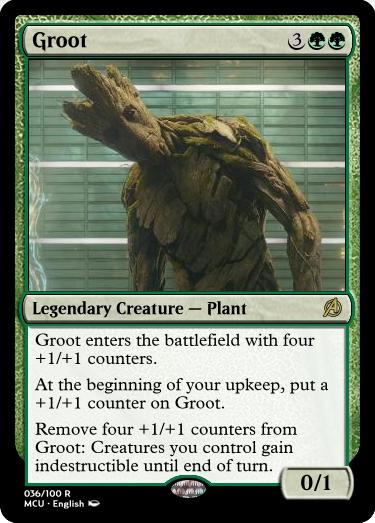 Groot 3
Legendary Creature — Plant
Groot enters the battlefield with four
+1/+1 counters.
At the beginning of your upkeep, put a
+1/+1 counter on Groot.
Remove four +1/+1 counters from
Groot: Creatures you control gain
indestructible until end of turn.
0/1
036/100 R
MCU • English